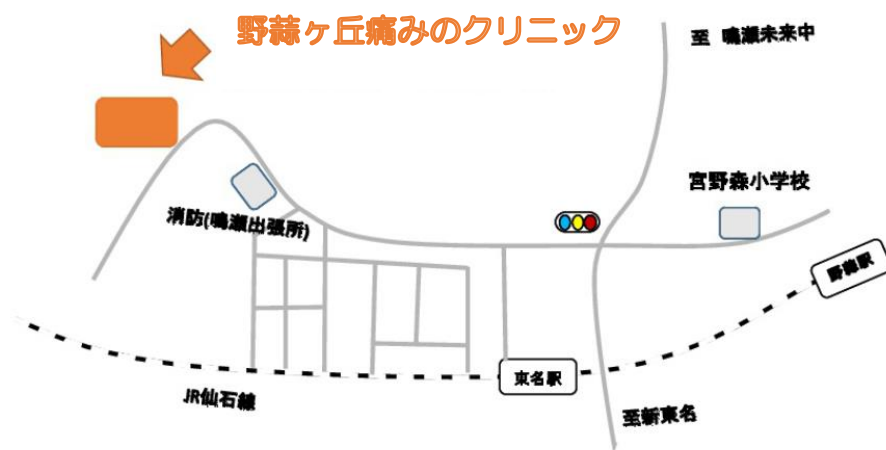 野蒜ヶ丘痛みのクリニック
至 鳴瀬未来中
宮野森小学校
消防(鳴瀬出張所)
野蒜駅
東名駅
JR仙石線
至新東名